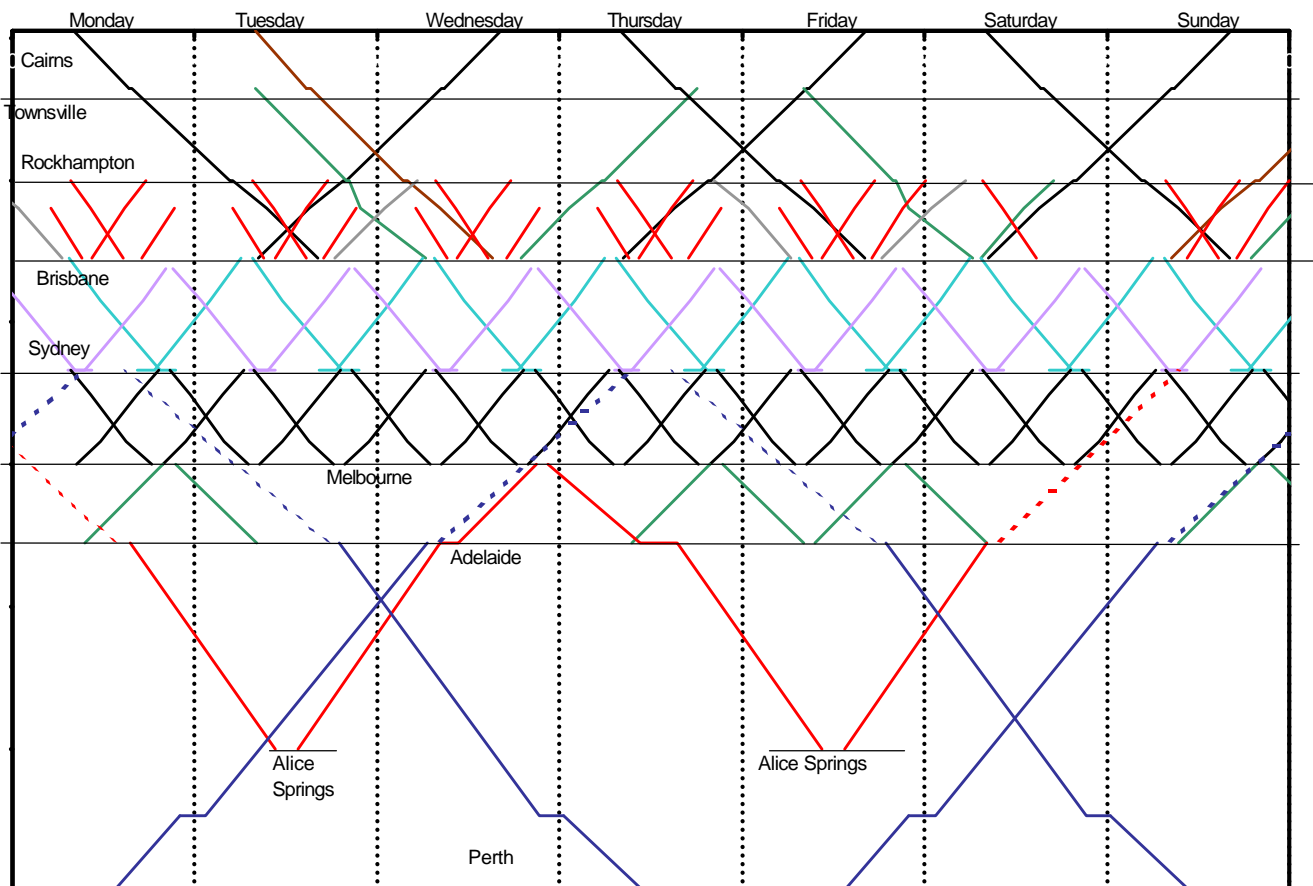 Monday Tuesday Wednesday Thursday Friday Saturday Sunday
Cairns
Townsville
Rockhampton
Brisbane
Sydney
Melbourne
Adelaide
Alice
Springs
Alice Springs
Perth